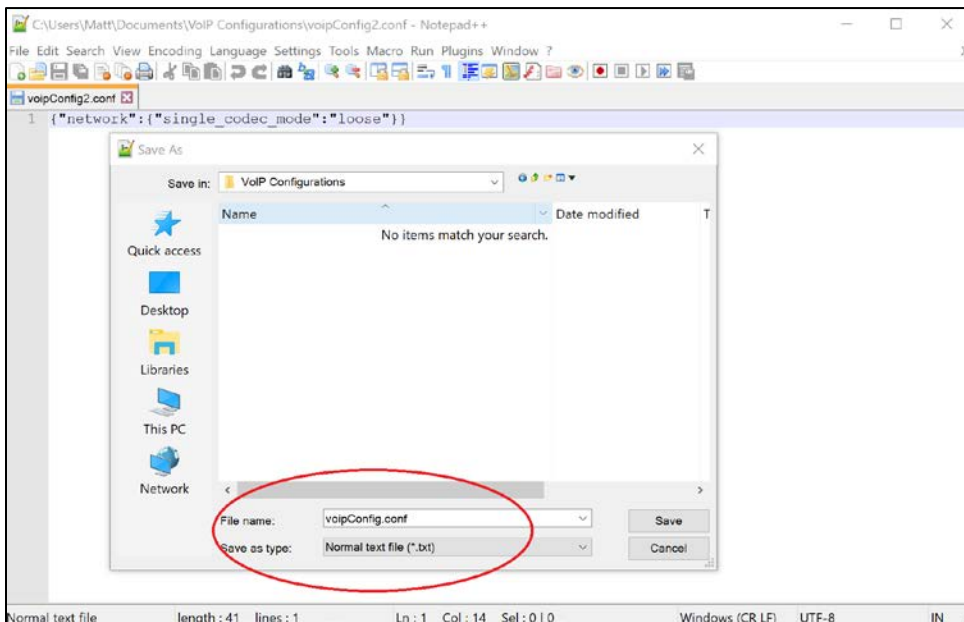 C:\Users\Matt\Documents\VoIP Configurations\voipConfig2.conf - Notepad++
File Edit Search View Encoding Language Settings Tools Macro Run Plugins Window ?
voipConfig2.conf
1 {"network":{"single_codec_mode":"loose"}}
Save As
Save in: VoIP Configurations
Name Date modified T
No items match your search.
Quick access
Desktop
Libraries
This PC
Network
File name: voipConfig.conf Save
Save as type: Normal text file (*.txt) Cancel
Normal text file length : 41 lines : 1 Ln : 1 Col : 14 Sel : 0 | 0 Windows (CR LF) UTF-8 IN